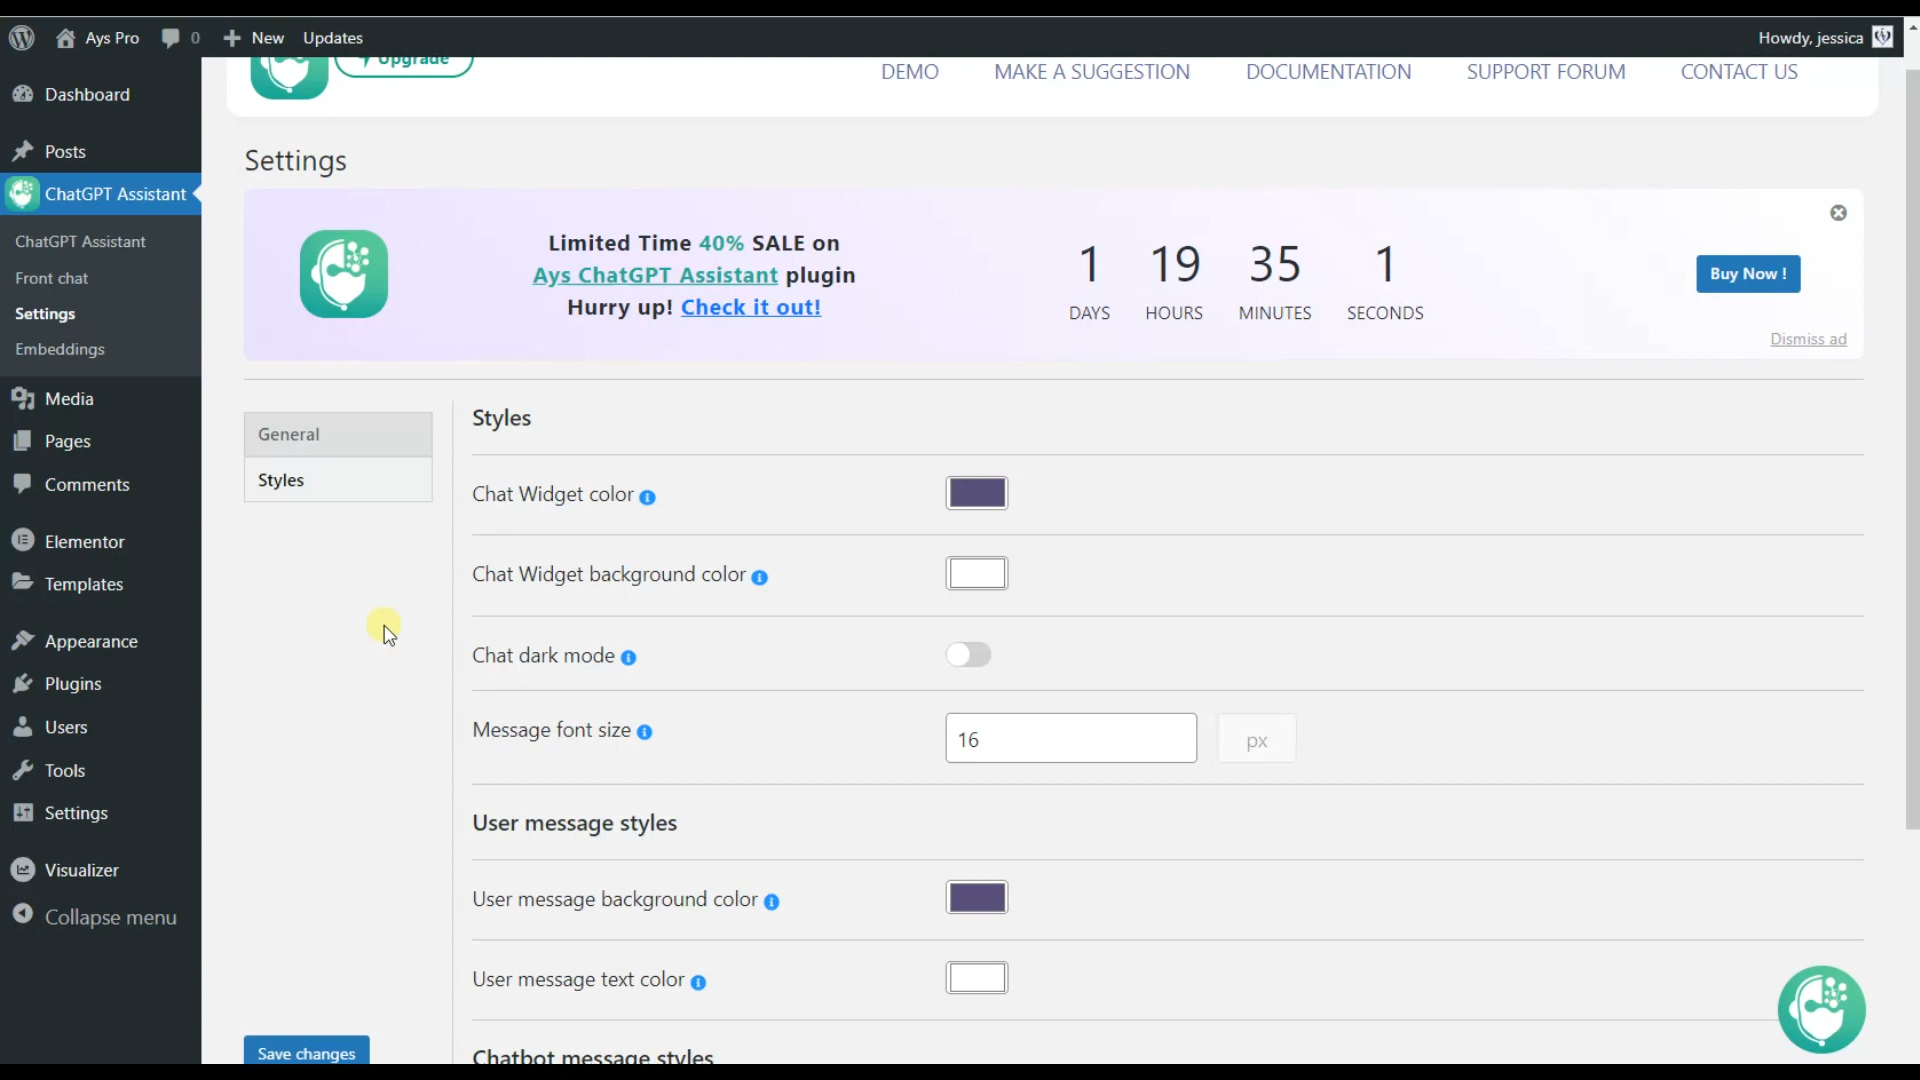 Ays Pro 0 New Updates Howdy, jessica
Upgrade
DEMO MAKE A SUGGESTION DOCUMENTATION SUPPORT FORUM CONTACT US
Dashboard
Posts
ChatGPT Assistant
ChatGPT Assistant
Front chat
Settings
Embeddings
Media
Pages
Comments
Elementor
Templates
Appearance
Plugins
Users
Tools
Settings
Visualizer
Collapse menu
Settings
Limited Time 40% SALE on
Ays ChatGPT Assistant plugin
Hurry up! Check it out!
1 19 35 1
DAYS HOURS MINUTES SECONDS
Buy Now !
Dismiss ad
General
Styles
Save changes
Styles
Chat Widget color
Chat Widget background color
Chat dark mode
Message font size
16 px
User message styles
User message background color
User message text color
Chatbot message styles